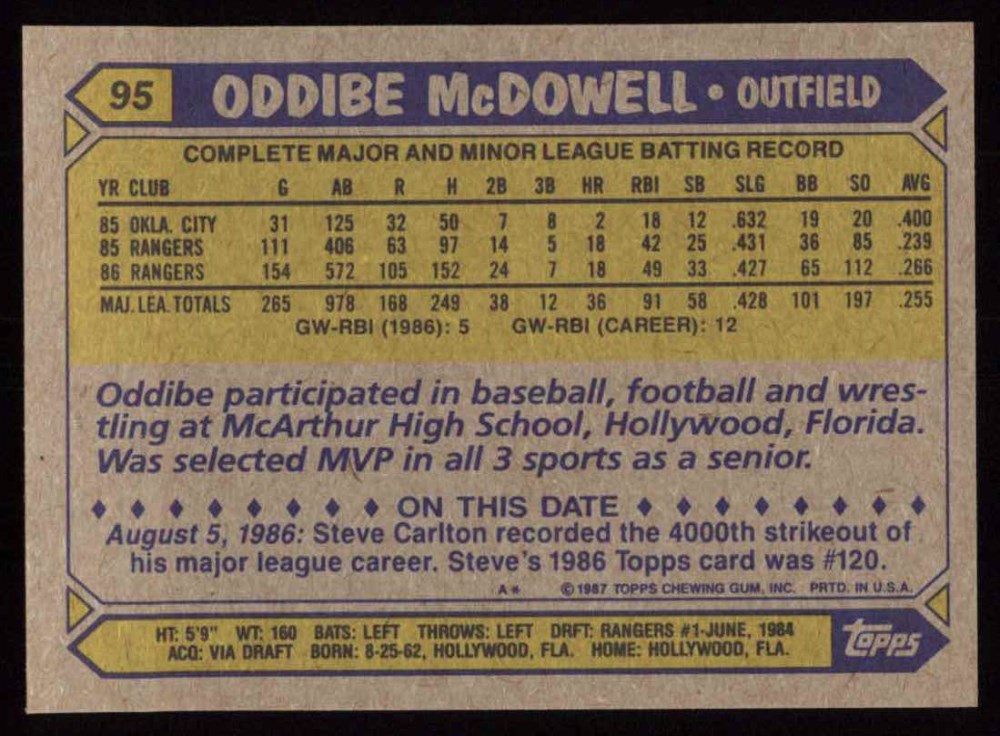 95 ODDIBE McDOWELL • OUTFIELD
COMPLETE MAJOR AND MINOR LEAGUE BATTING RECORD
YR CLUB G AB R H 2B 3B HR RBI SB SLG BB SO AVG
85 OKLA. CITY 31 125 32 50 7 8 2 18 12 .632 19 20 .400
85 RANGERS 111 406 63 97 14 5 18 42 25 .431 36 85 .239
86 RANGERS 154 572 105 152 24 7 18 49 33 .427 65 112 .266
MAJ. LEA. TOTALS 265 978 168 249 38 12 36 91 58 .428 101 197 .255
GW-RBI (1986): 5 GW-RBI (CAREER): 12
Oddibe participated in baseball, football and wres-
tling at McArthur High School, Hollywood, Florida.
Was selected MVP in all 3 sports as a senior.
♦ ♦ ♦ ♦ ♦ ♦ ♦ ♦ ON THIS DATE ♦ ♦ ♦ ♦ ♦ ♦ ♦ ♦
August 5, 1986: Steve Carlton recorded the 4000th strikeout of
his major league career. Steve's 1986 Topps card was #120.
A* © 1987 TOPPS CHEWING GUM, INC. PRTD. IN U.S.A.
HT: 5'9" WT: 160 BATS: LEFT THROWS: LEFT DRFT: RANGERS #1-JUNE, 1984
ACQ: VIA DRAFT BORN: 8-25-62, HOLLYWOOD, FLA. HOME: HOLLYWOOD, FLA.
topps